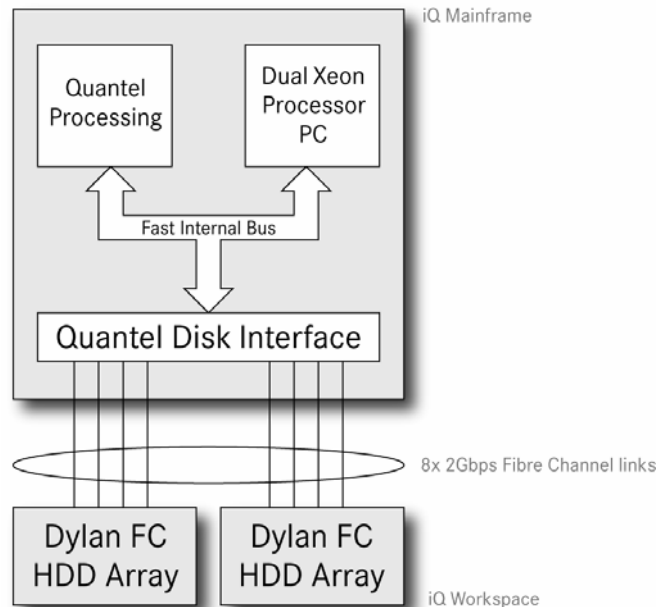 iQ Mainframe
Quantel
Processing
Dual Xeon
Processor
PC
Fast Internal Bus
Quantel Disk Interface
8x 2Gbps Fibre Channel links
Dylan FC
HDD Array
Dylan FC
HDD Array
iQ Workspace